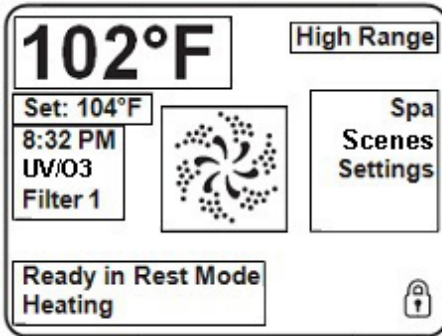 102°F
High Range
Set: 104°F
8:32 PM
UV/O3
Filter 1
Spa
Scenes
Settings
Ready in Rest Mode
Heating